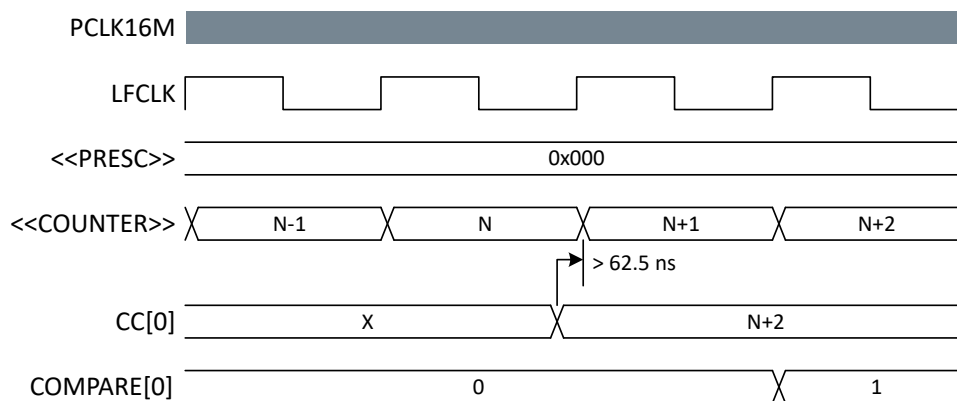 PCLK16M
LFCLK
<<PRESC>> 0x000
<<COUNTER>> N-1 N N+1 N+2
> 62.5 ns
CC[0] X N+2
COMPARE[0] 0 1